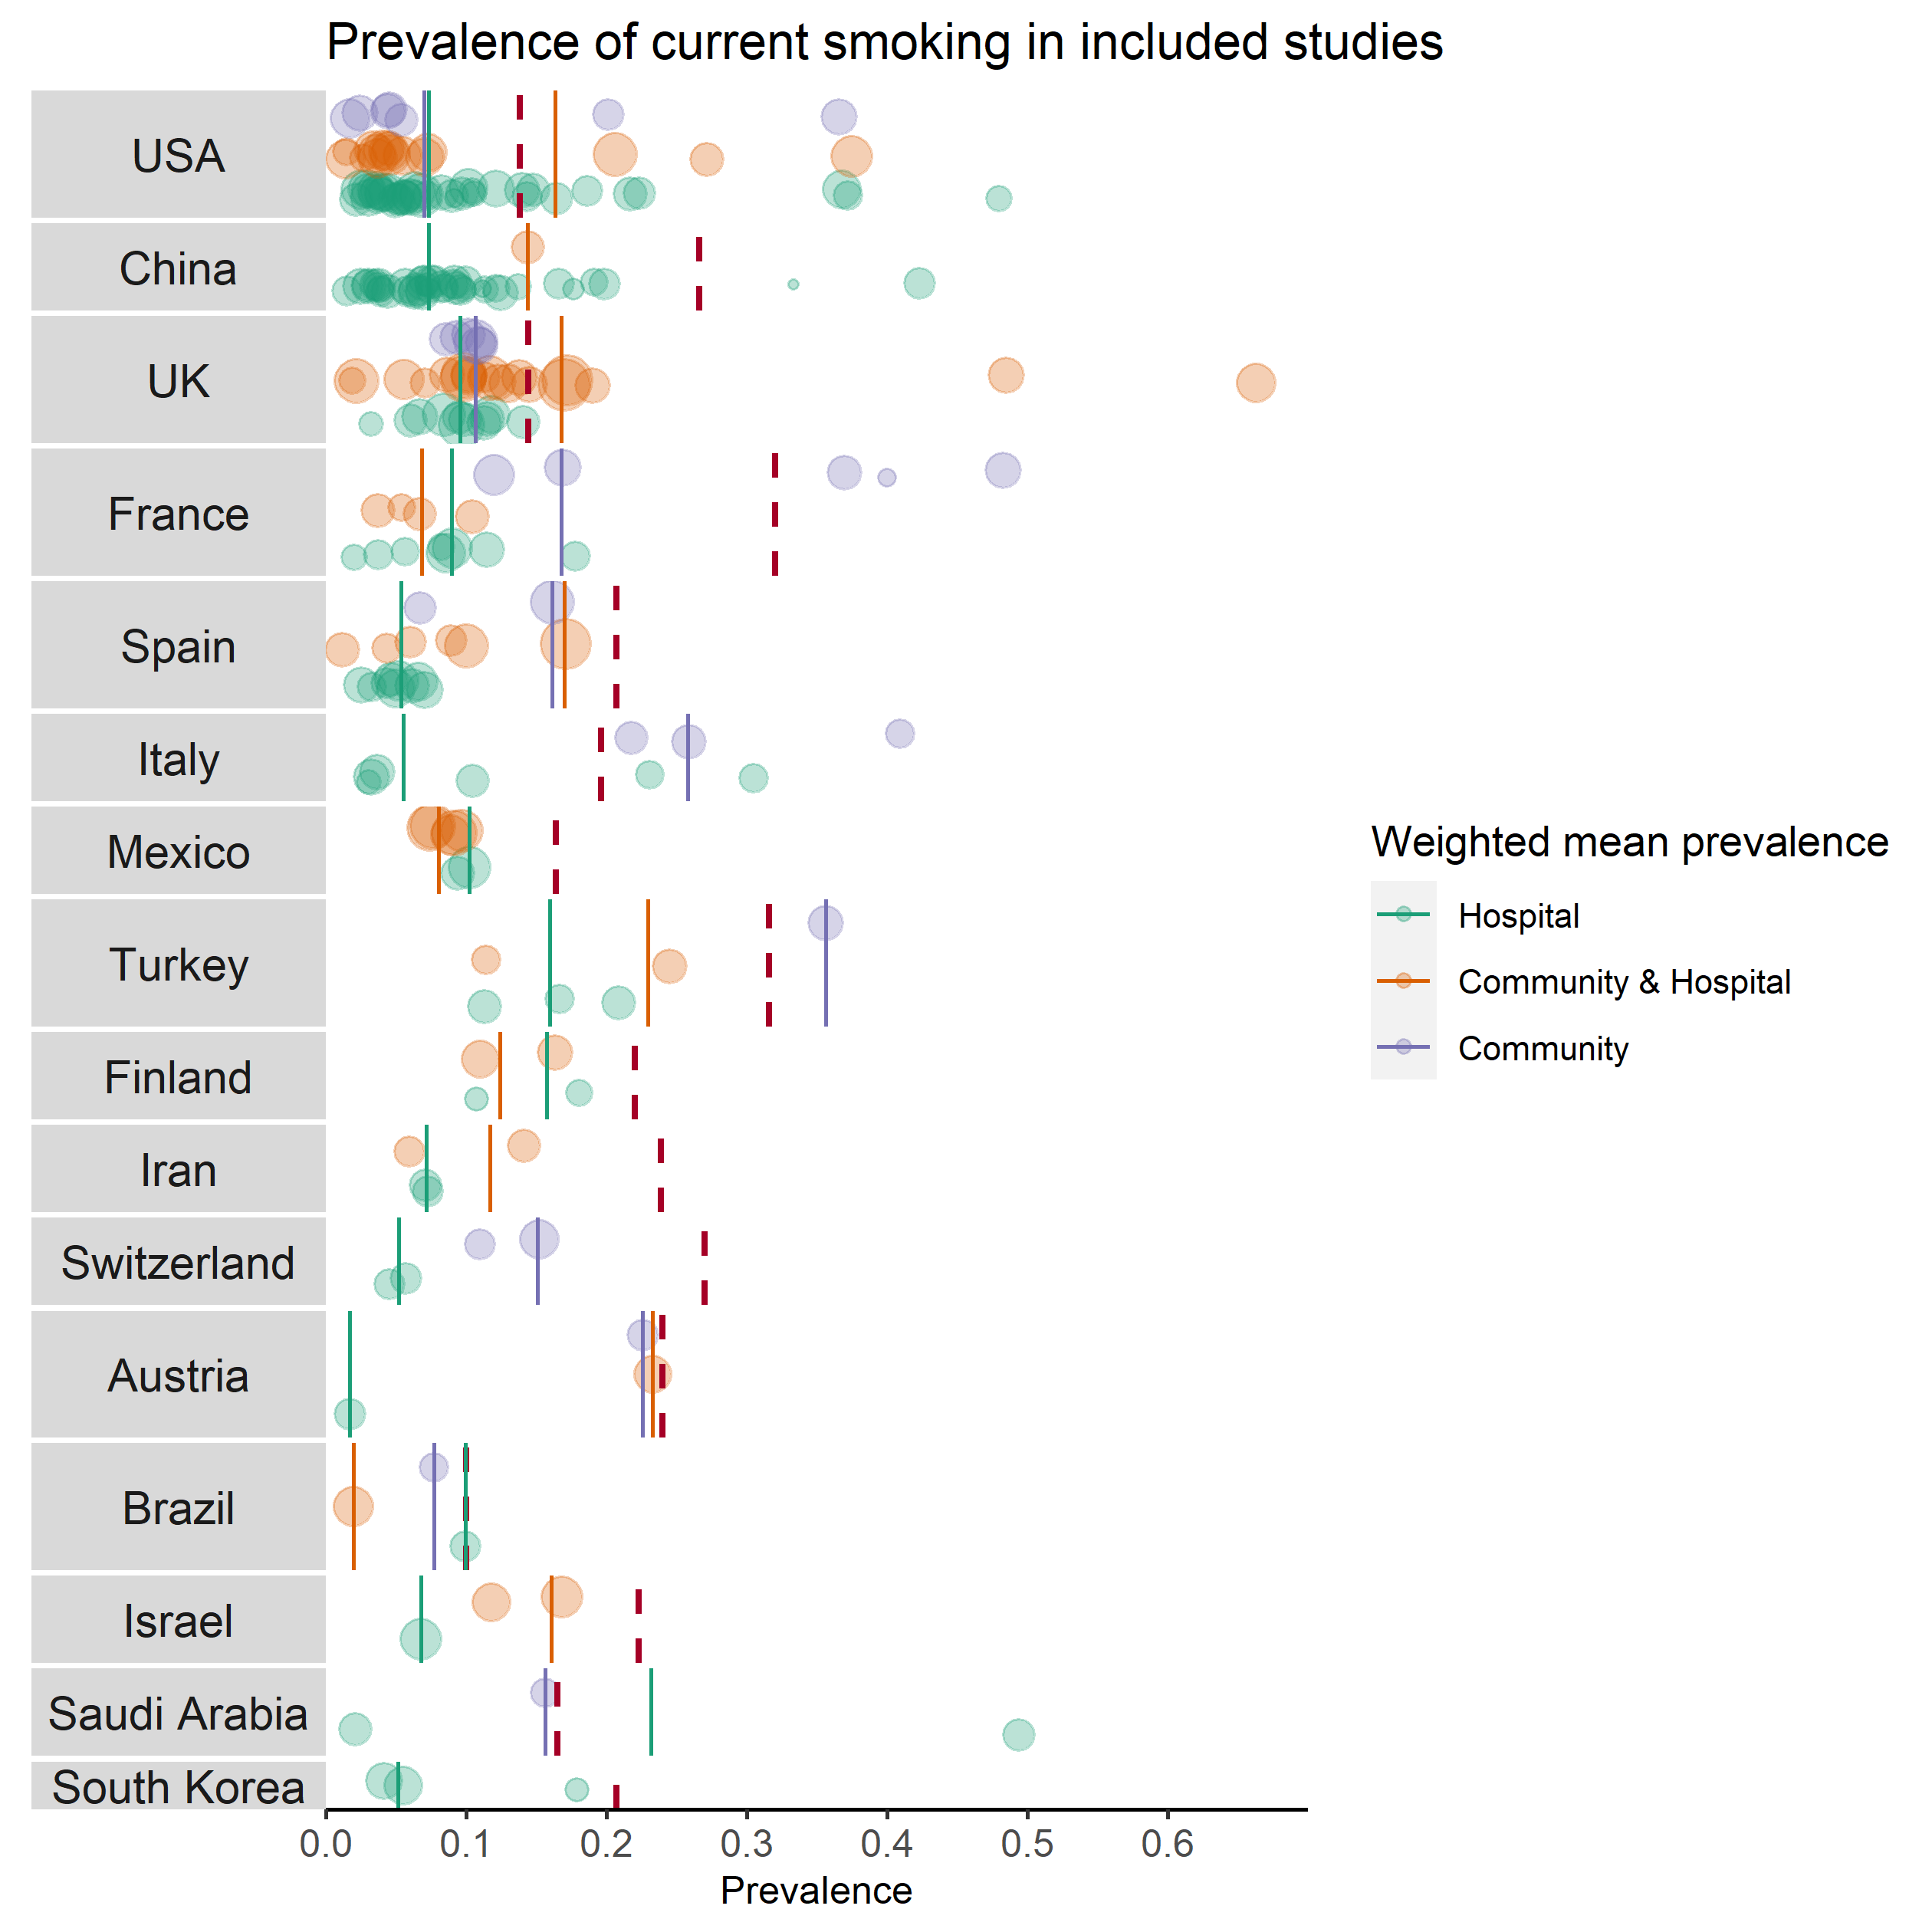 Prevalence of current smoking in included studies
USA
China
UK
France
Spain
Italy
Mexico
Turkey
Finland
Iran
Switzerland
Austria
Brazil
Israel
Saudi Arabia
South Korea
0.0 0.1 0.2 0.3 0.4 0.5 0.6
Prevalence
Weighted mean prevalence
Hospital
Community & Hospital
Community